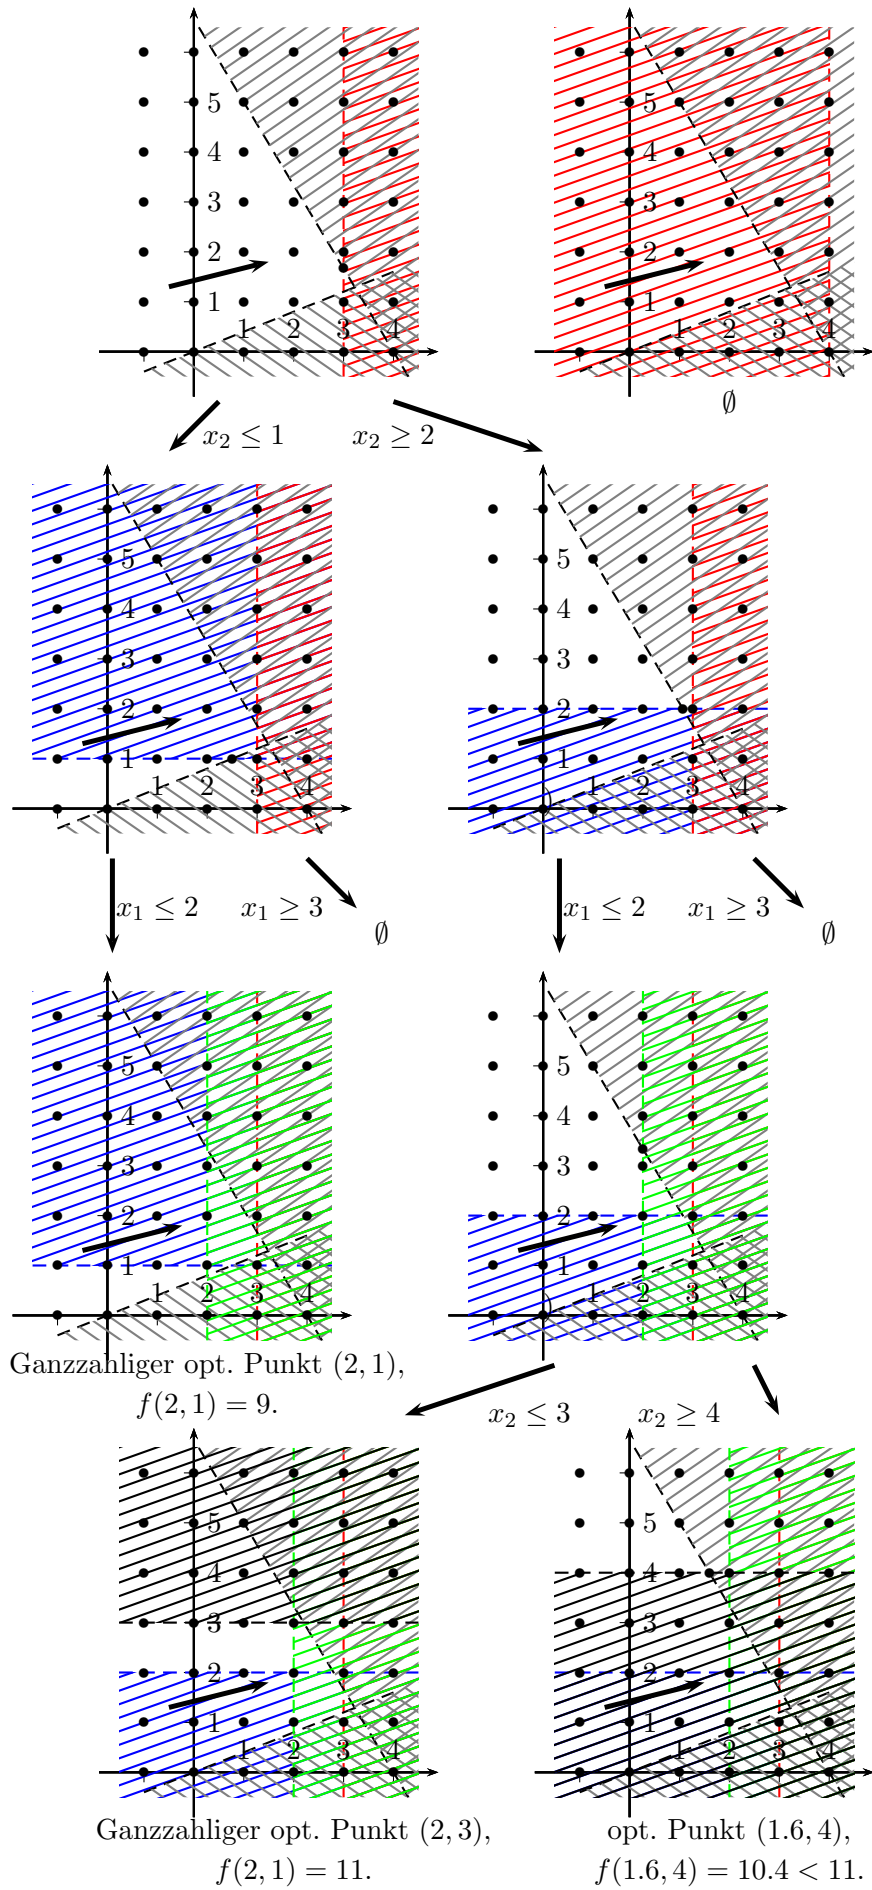 5
4
3
2
1
1 2 3 4
5
4
3
2
1
1 2 3 4
∅
x₂ ≤ 1 x₂ ≥ 2
5
4
3
2
1
1 2 3 4
5
4
3
2
1
1 2 3 4
x₁ ≤ 2 x₁ ≥ 3
∅
x₁ ≤ 2 x₁ ≥ 3
∅
5
4
3
2
1
1 2 3 4
5
4
3
2
1
1 2 3 4
Ganzzahliger opt. Punkt (2, 1),
f(2, 1) = 9.
x₂ ≤ 3 x₂ ≥ 4
5
4
3
2
1
1 2 3 4
5
4
3
2
1
1 2 3 4
Ganzzahliger opt. Punkt (2, 3),
f(2, 1) = 11.
opt. Punkt (1.6, 4),
f(1.6, 4) = 10.4 < 11.